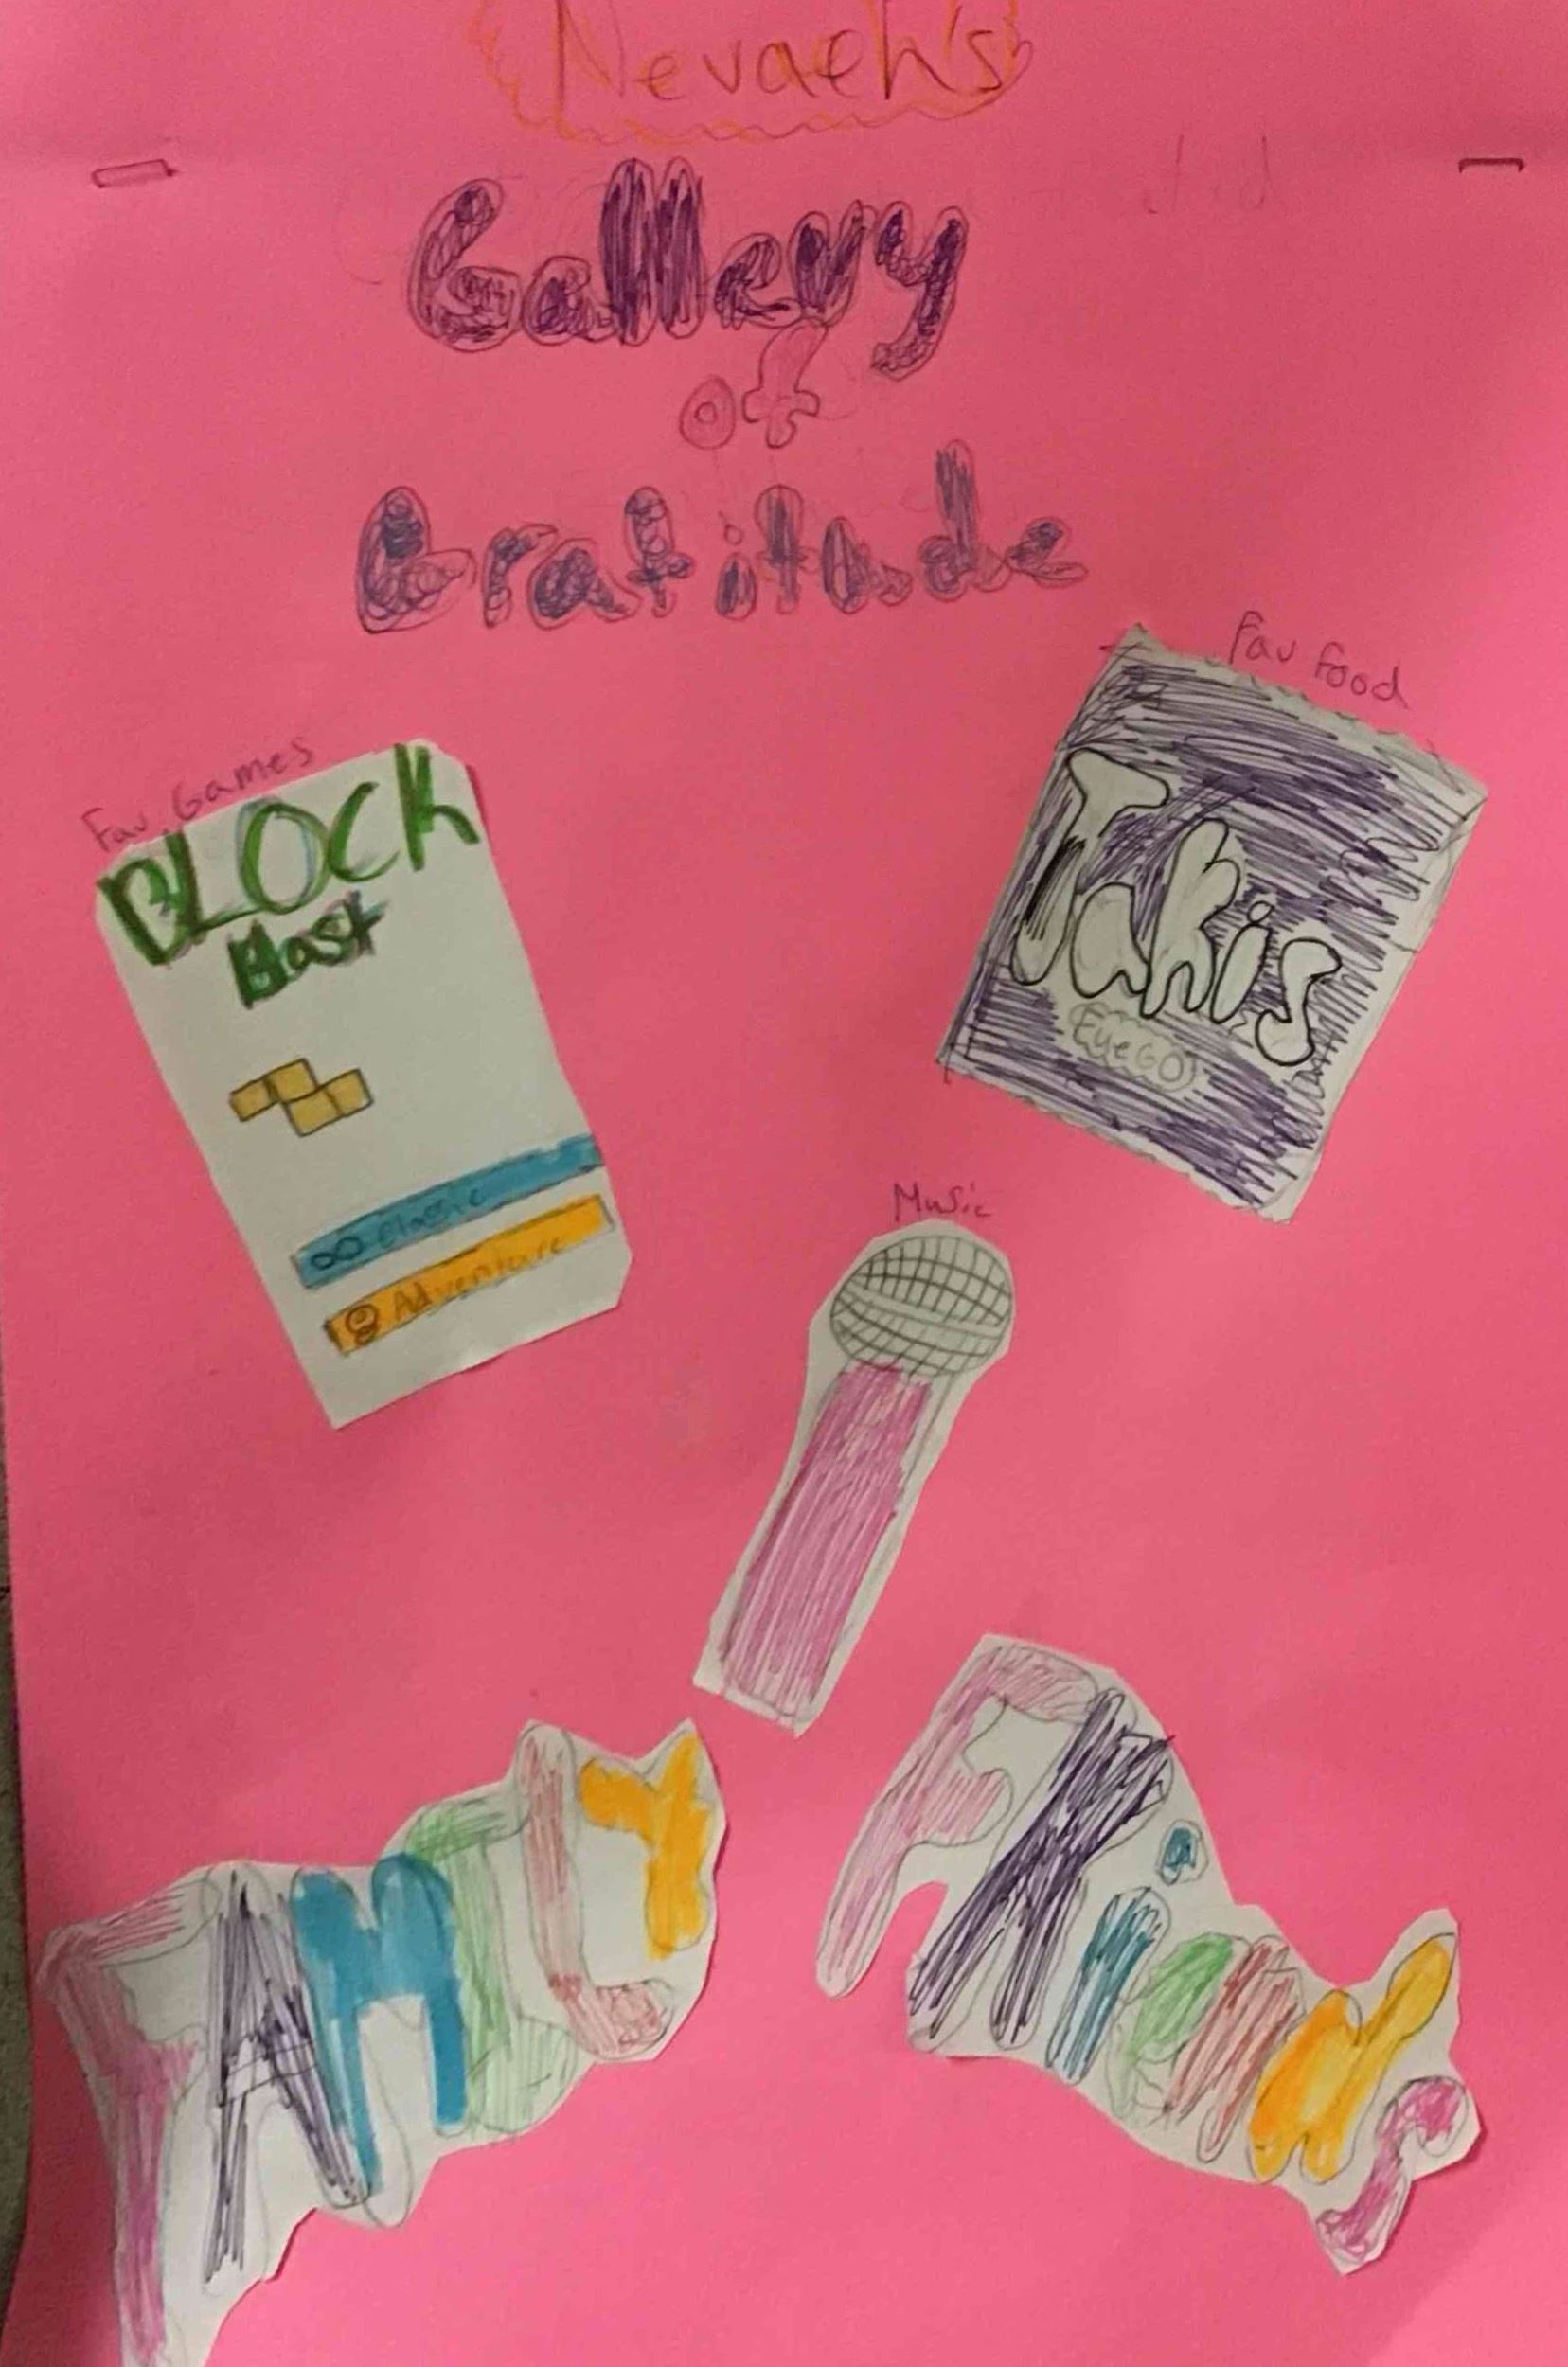 Nevaeh's
Gallery
of
Gratitude
Fav Food
Takis
FueGO
Fav. Games
BLOCK
Blast
∞ Classic
Adventure
Music
FAMILY
FRiends